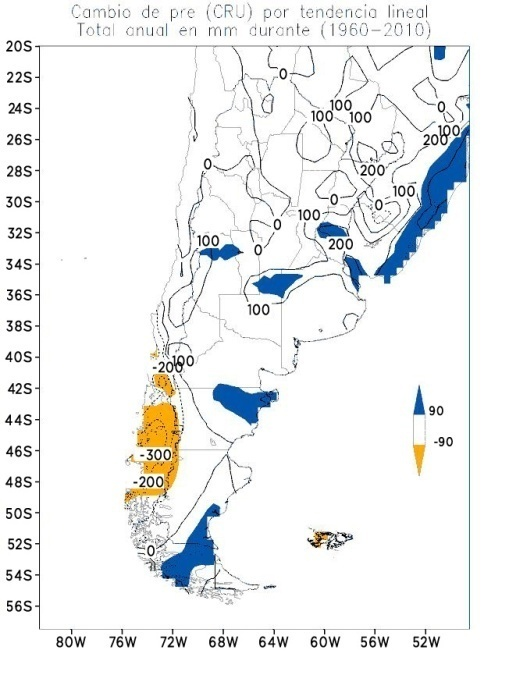 Cambio de pre (CRU) por tendencia lineal
Total anual en mm durante (1960-2010)
20S
22S
24S
26S
28S
30S
32S
34S
36S
38S
40S
42S
44S
46S
48S
50S
52S
54S
56S
0
0
100
100
100
100
200
200
0
0
100
0
100
0
200
100
0
100
100
-200
-300
-200
0
90
-90
80W
76W
72W
68W
64W
60W
56W
52W